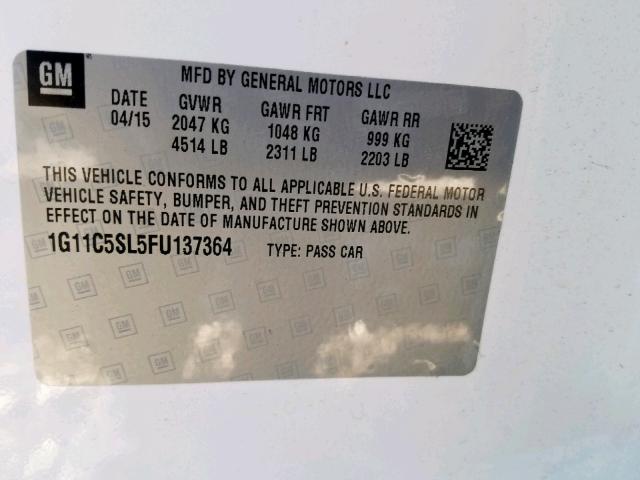 GM
MFD BY GENERAL MOTORS LLC
DATE GVWR GAWR FRT GAWR RR
04/15 2047 KG 1048 KG 999 KG
4514 LB 2311 LB 2203 LB
THIS VEHICLE CONFORMS TO ALL APPLICABLE U.S. FEDERAL MOTOR
VEHICLE SAFETY, BUMPER, AND THEFT PREVENTION STANDARDS IN
EFFECT ON THE DATE OF MANUFACTURE SHOWN ABOVE.
1G11C5SL5FU137364 TYPE: PASS CAR